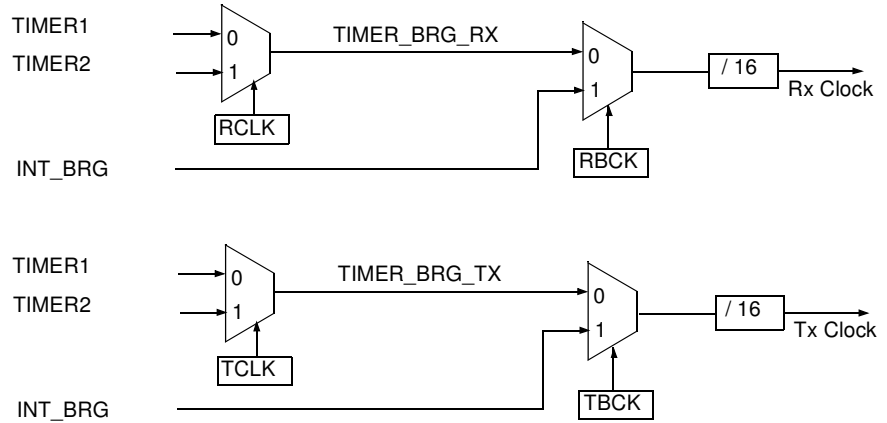 TIMER1
0
TIMER_BRG_RX
TIMER2
1
0
/ 16
1
Rx Clock
RCLK
INT_BRG
RBCK
TIMER1
0
TIMER_BRG_TX
TIMER2
1
0
/ 16
1
Tx Clock
TCLK
INT_BRG
TBCK